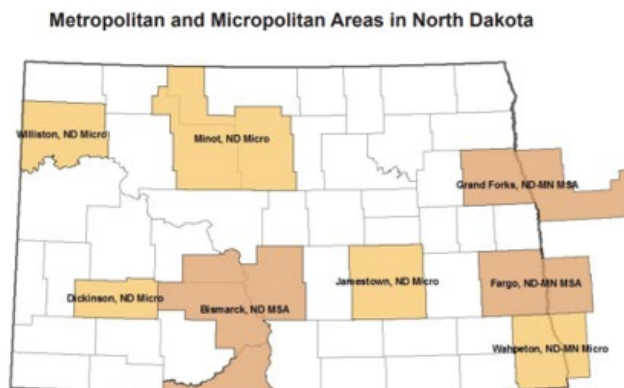 Metropolitan and Micropolitan Areas in North Dakota
Williston, ND Micro
Minot, ND Micro
Grand Forks, ND-MN MSA
Dickinson, ND Micro
Bismarck, ND MSA
Jamestown, ND Micro
Fargo, ND-MN MSA
Wahpeton, ND-MN Micro